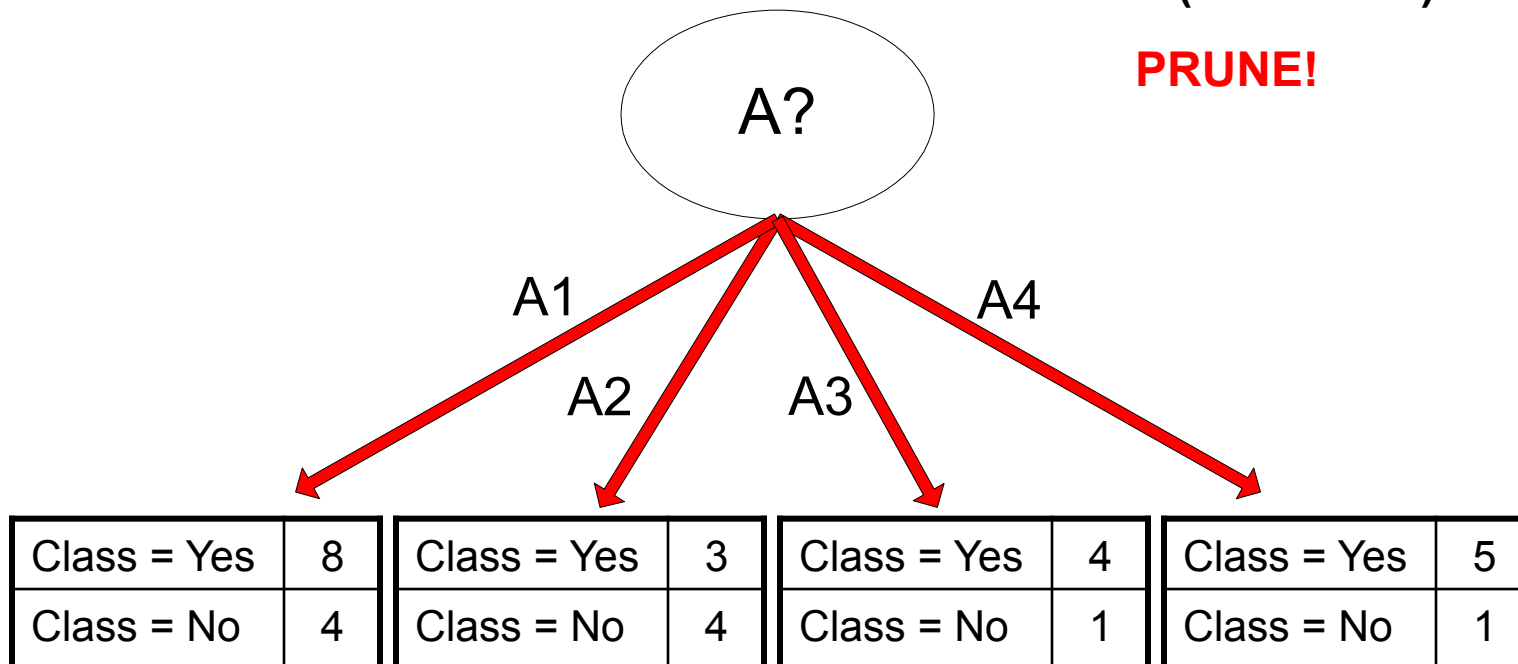 PRUNE!
A?
A1
A4
A2
A3
Class = Yes 8 Class = Yes 3 Class = Yes 4 Class = Yes 5
Class = No 4 Class = No 4 Class = No 1 Class = No 1